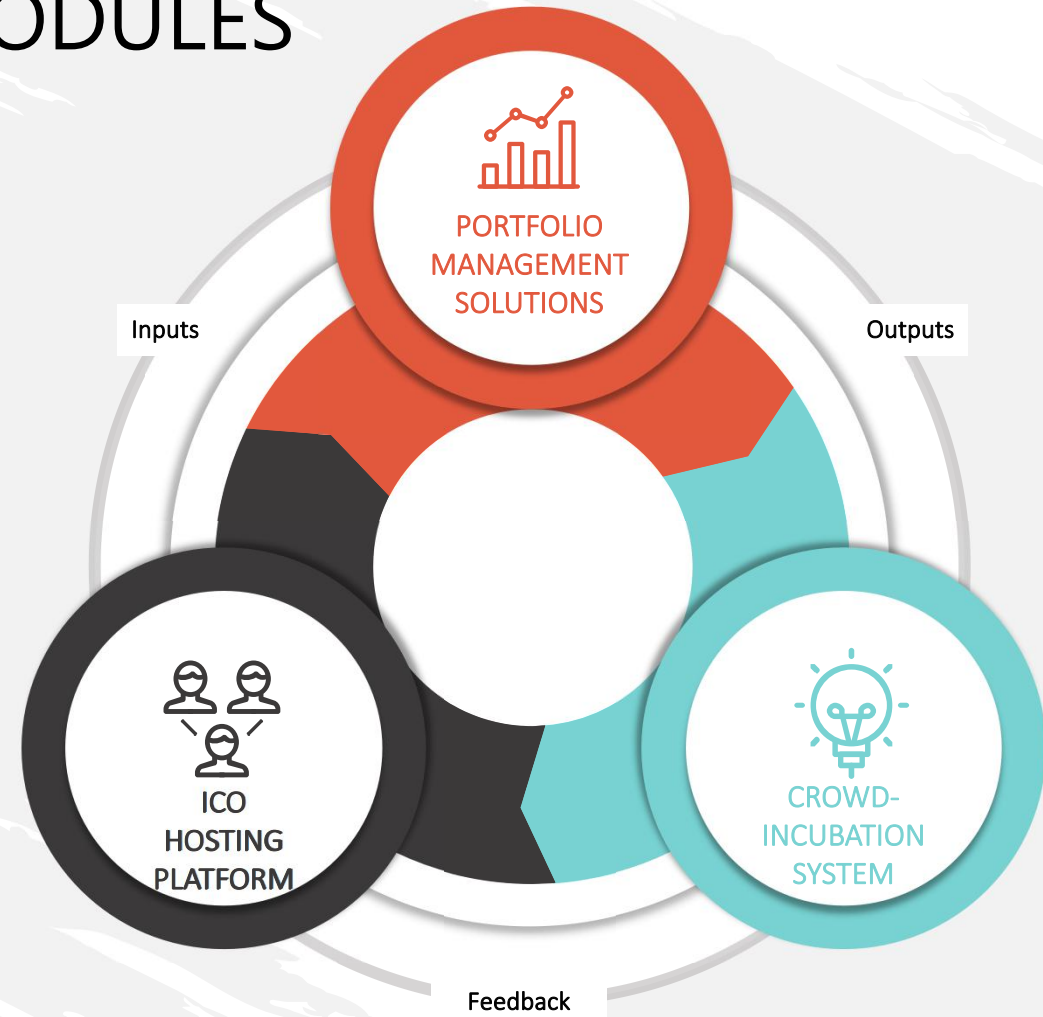 ODULES
PORTFOLIO
MANAGEMENT
SOLUTIONS
Inputs
Outputs
ICO
HOSTING
PLATFORM
CROWD-
INCUBATION
SYSTEM
Feedback